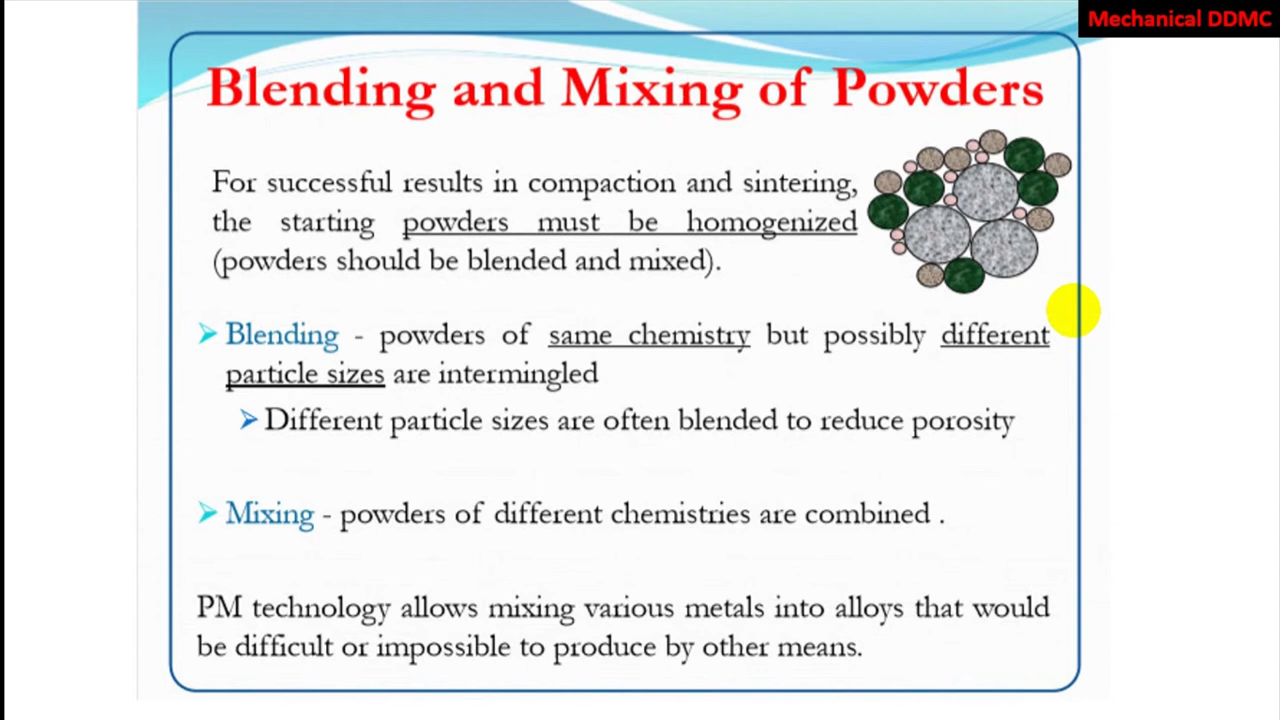 Mechanical DDMC
Blending and Mixing of Powders
For successful results in compaction and sintering,
the starting powders must be homogenized
(powders should be blended and mixed).
Blending - powders of same chemistry but possibly different
particle sizes are intermingled
Different particle sizes are often blended to reduce porosity
Mixing - powders of different chemistries are combined .
PM technology allows mixing various metals into alloys that would
be difficult or impossible to produce by other means.